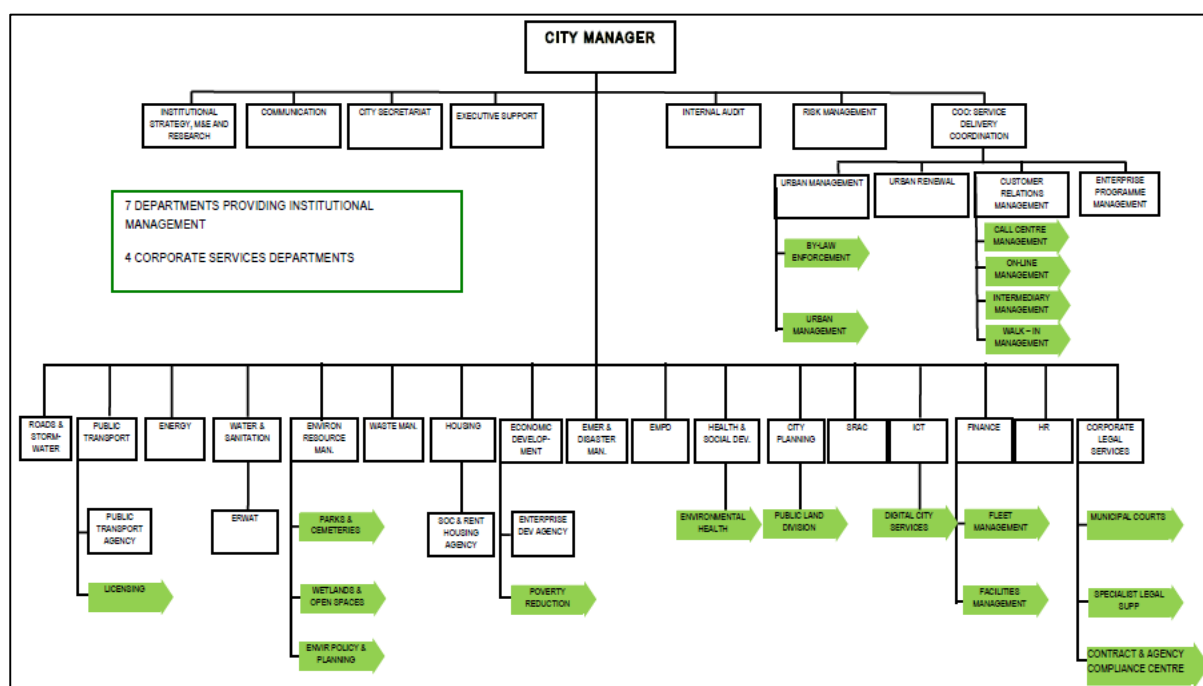 CITY MANAGER
INSTITUTIONAL
STRATEGY, M&E AND
RESEARCH
COMMUNICATION
CITY SECRETARIAT
EXECUTIVE SUPPORT
INTERNAL AUDIT
RISK MANAGEMENT
COO: SERVICE
DELIVERY
COORDINATION
URBAN MANAGEMENT
URBAN RENEWAL
CUSTOMER
RELATIONS
MANAGEMENT
ENTERPRISE
PROGRAMME
MANAGEMENT
7 DEPARTMENTS PROVIDING INSTITUTIONAL
MANAGEMENT
4 CORPORATE SERVICES DEPARTMENTS
BY-LAW
ENFORCEMENT
URBAN
MANAGEMENT
CALL CENTRE
MANAGEMENT
ON-LINE
MANAGEMENT
INTERMEDIARY
MANAGEMENT
WALK – IN
MANAGEMENT
ROADS &
STORM-
WATER
PUBLIC
TRANSPORT
ENERGY
WATER &
SANITATION
ENVIRON
RESOURCE
MAN.
WASTE MAN.
HOUSING
ECONOMIC
DEVELOP-
MENT
EMER &
DISASTER
MAN.
EMPD
HEALTH &
SOCIAL DEV.
CITY
PLANNING
SRAC
ICT
FINANCE
HR
CORPORATE
LEGAL
SERVICES
PUBLIC
TRANSPORT
AGENCY
LICENSING
ERWAT
PARKS &
CEMETERIES
WETLANDS &
OPEN SPACES
ENVIR POLICY &
PLANNING
SOC & RENT
HOUSING
AGENCY
ENTERPRISE
DEV AGENCY
POVERTY
REDUCTION
ENVIRONMENTAL
HEALTH
PUBLIC LAND
DIVISION
DIGITAL CITY
SERVICES
FLEET
MANAGEMENT
FACILITIES
MANAGEMENT
MUNICIPAL COURTS
SPECIALIST LEGAL
SUPP
CONTRACT & AGENCY
COMPLIANCE CENTRE